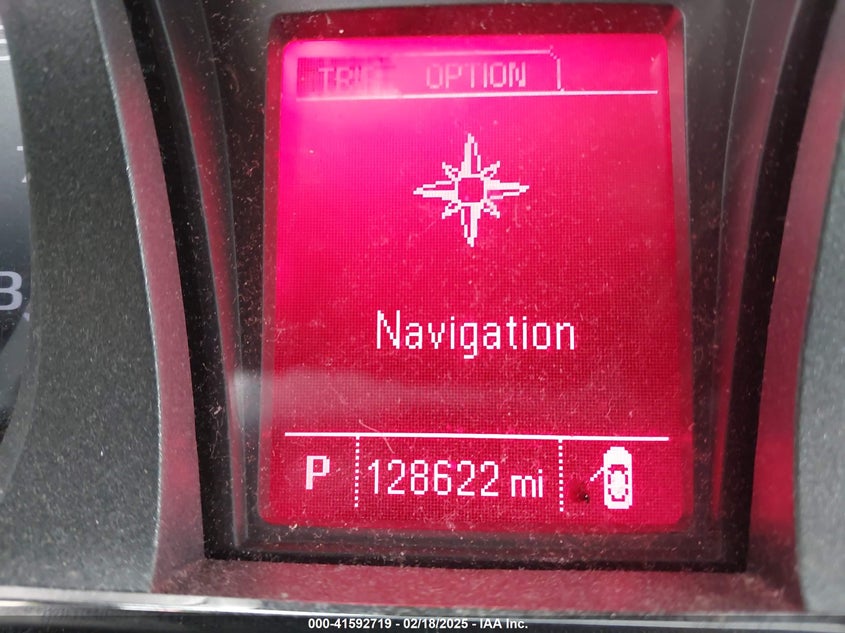 TRIP OPTION
Navigation
P 128622 mi
000-41592719 - 02/18/2025 - IAA Inc.